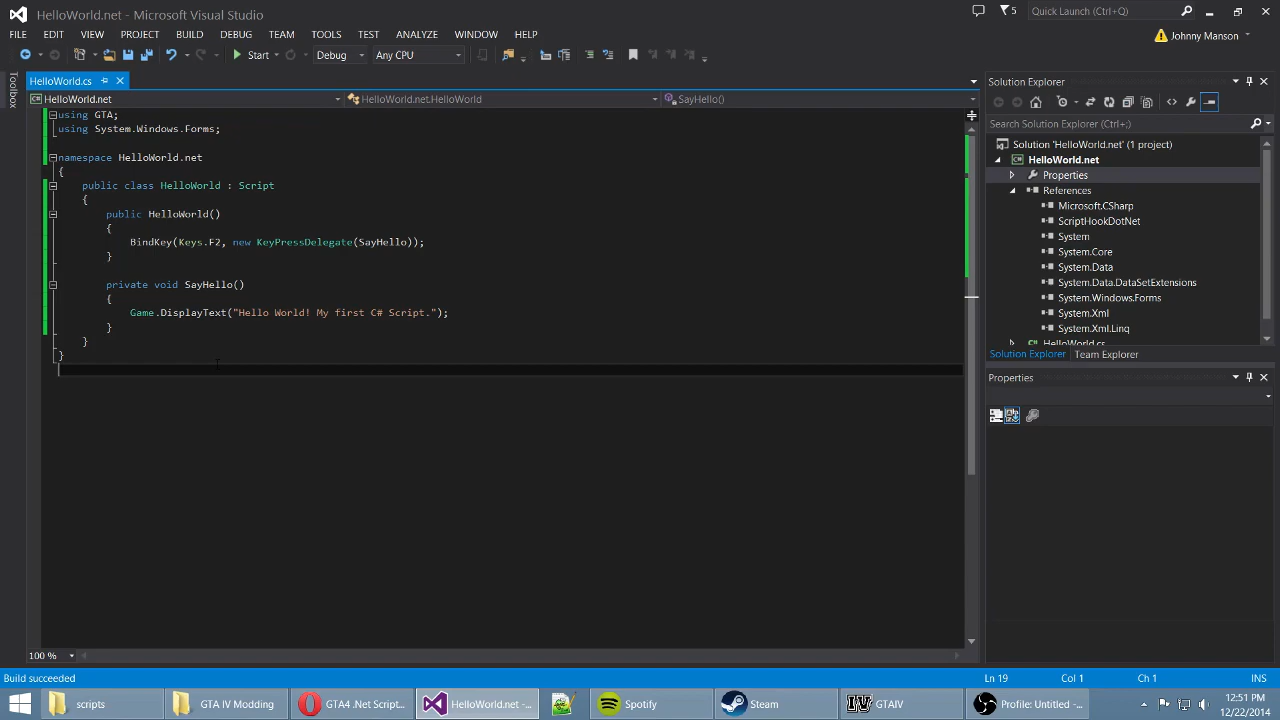 HelloWorld.net - Microsoft Visual Studio
5
Quick Launch (Ctrl+Q)
FILE EDIT VIEW PROJECT BUILD DEBUG TEAM TOOLS TEST ANALYZE WINDOW HELP
Johnny Manson
Start Debug Any CPU
Toolbox
HelloWorld.cs
HelloWorld.net HelloWorld.net.HelloWorld SayHello()
using GTA;
using System.Windows.Forms;
namespace HelloWorld.net
{
public class HelloWorld : Script
{
public HelloWorld()
{
BindKey(Keys.F2, new KeyPressDelegate(SayHello));
}
private void SayHello()
{
Game.DisplayText("Hello World! My first C# Script.");
}
}
}
100 %
Solution Explorer
Search Solution Explorer (Ctrl+;)
Solution 'HelloWorld.net' (1 project)
HelloWorld.net
Properties
References
Microsoft.CSharp
ScriptHookDotNet
System
System.Core
System.Data
System.Data.DataSetExtensions
System.Windows.Forms
System.Xml
System.Xml.Linq
HelloWorld.cs
Solution Explorer Team Explorer
Properties
Build succeeded Ln 19 Col 1 Ch 1 INS
scripts GTA IV Modding GTA4 .Net Script... HelloWorld.net -... Spotify Steam GTAIV Profile: Untitled -...
12:51 PM
12/22/2014